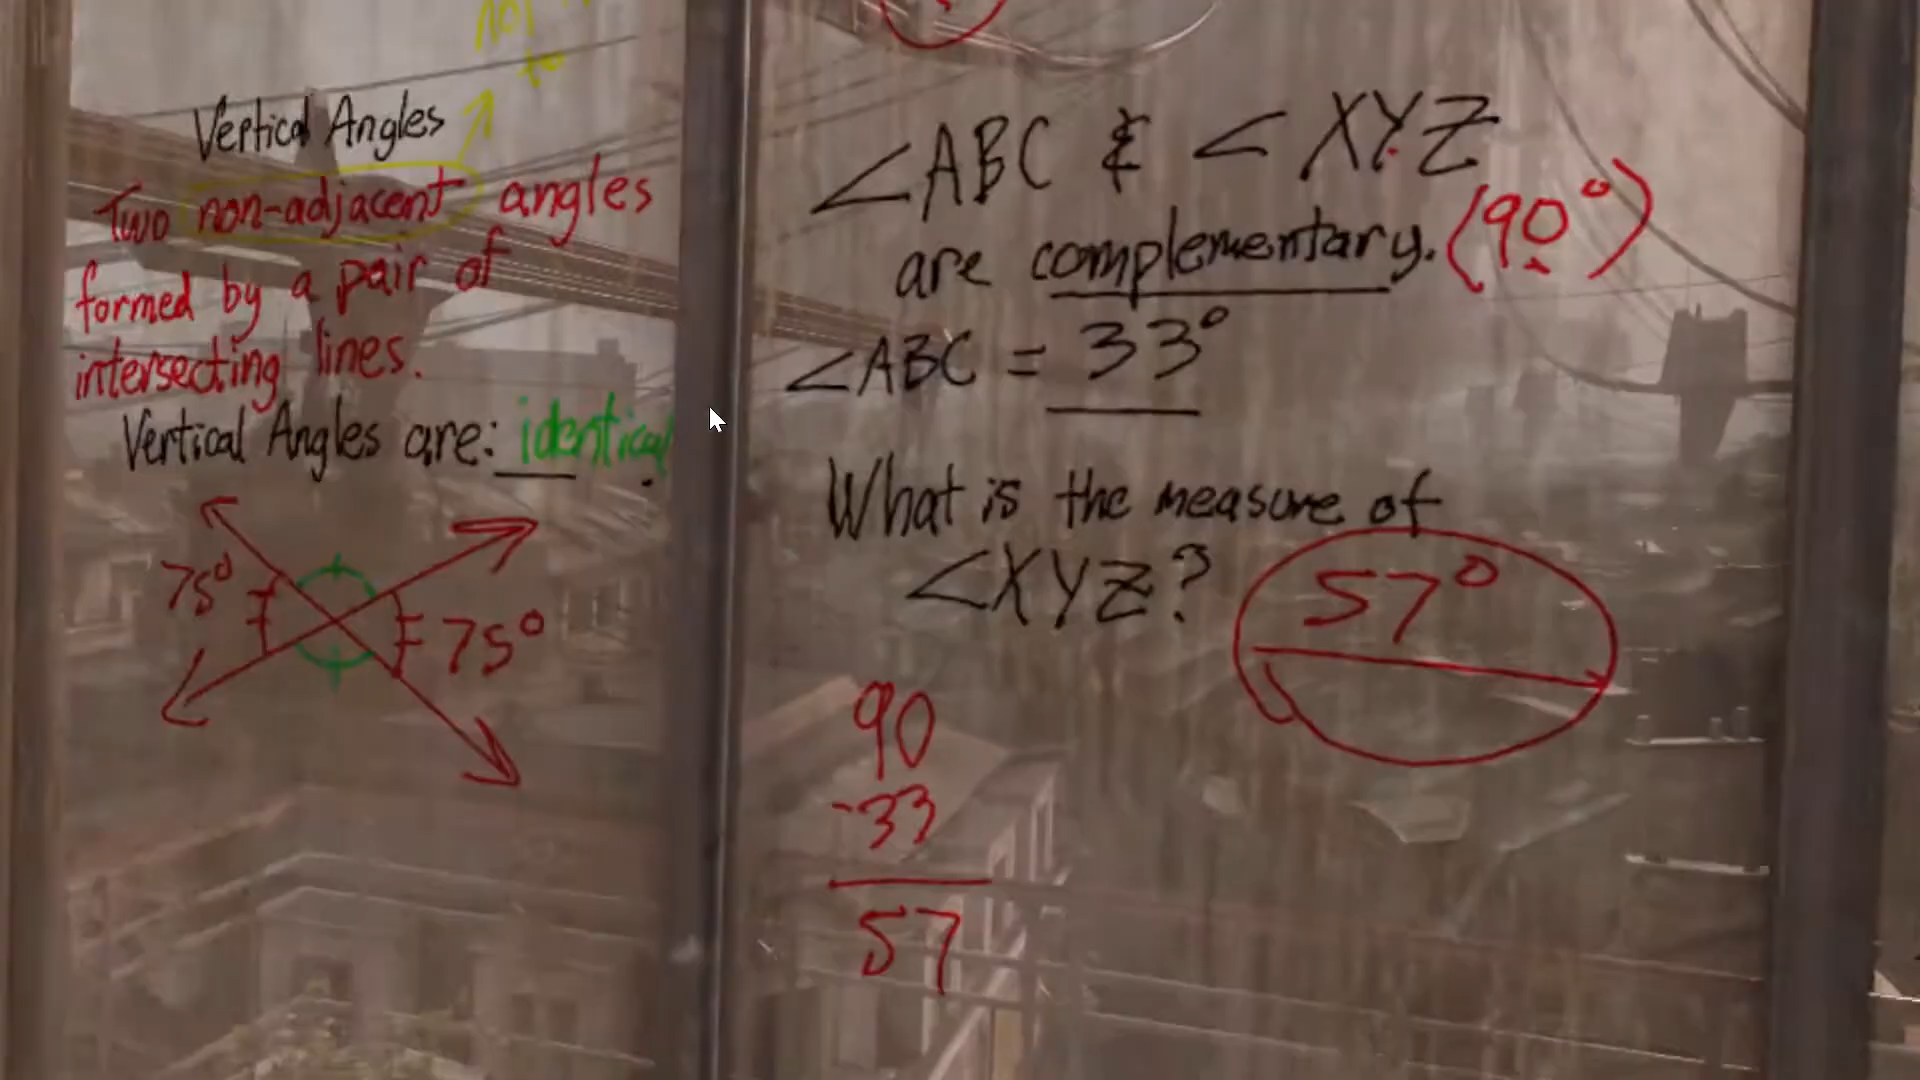 to
Vertical Angles
Two non-adjacent angles
formed by a pair of
intersecting lines.
Vertical Angles are: identical
75°
75°
∠ABC & ∠XYZ
are complementary. (90°)
∠ABC = 33°
What is the measure of
∠XYZ?
57°
90
-33
57